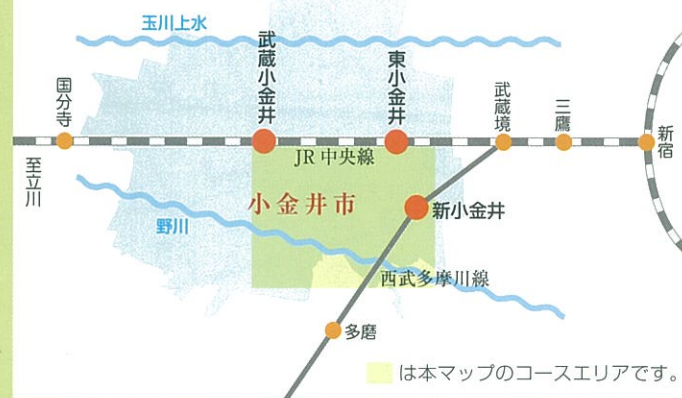 玉川上水
武蔵小金井
東小金井
国分寺
武蔵境
三鷹
新宿
JR中央線
至立川
小金井市
新小金井
野川
西武多摩川線
多磨
は本マップのコースエリアです。